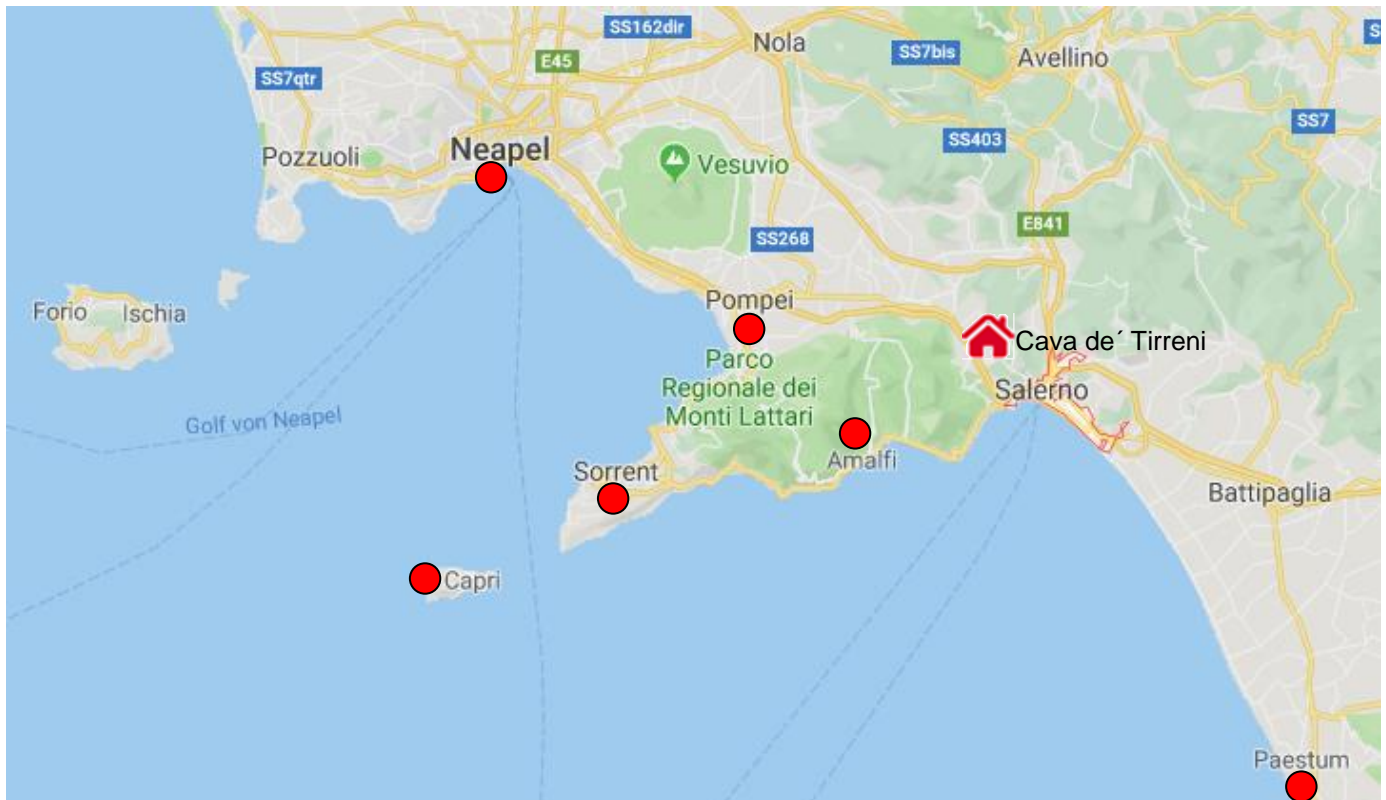 SS162dir
Nola
SS7bis
Avellino
S
E45
SS7qtr
SS7
SS403
Pozzuoli
Neapel
Vesuvio
E841
SS268
Forio
Ischia
Pompei
Cava de´ Tirreni
Parco
Regionale dei
Monti Lattari
Salerno
Golf von Neapel
Amalfi
Sorrent
Battipaglia
Capri
Paestum